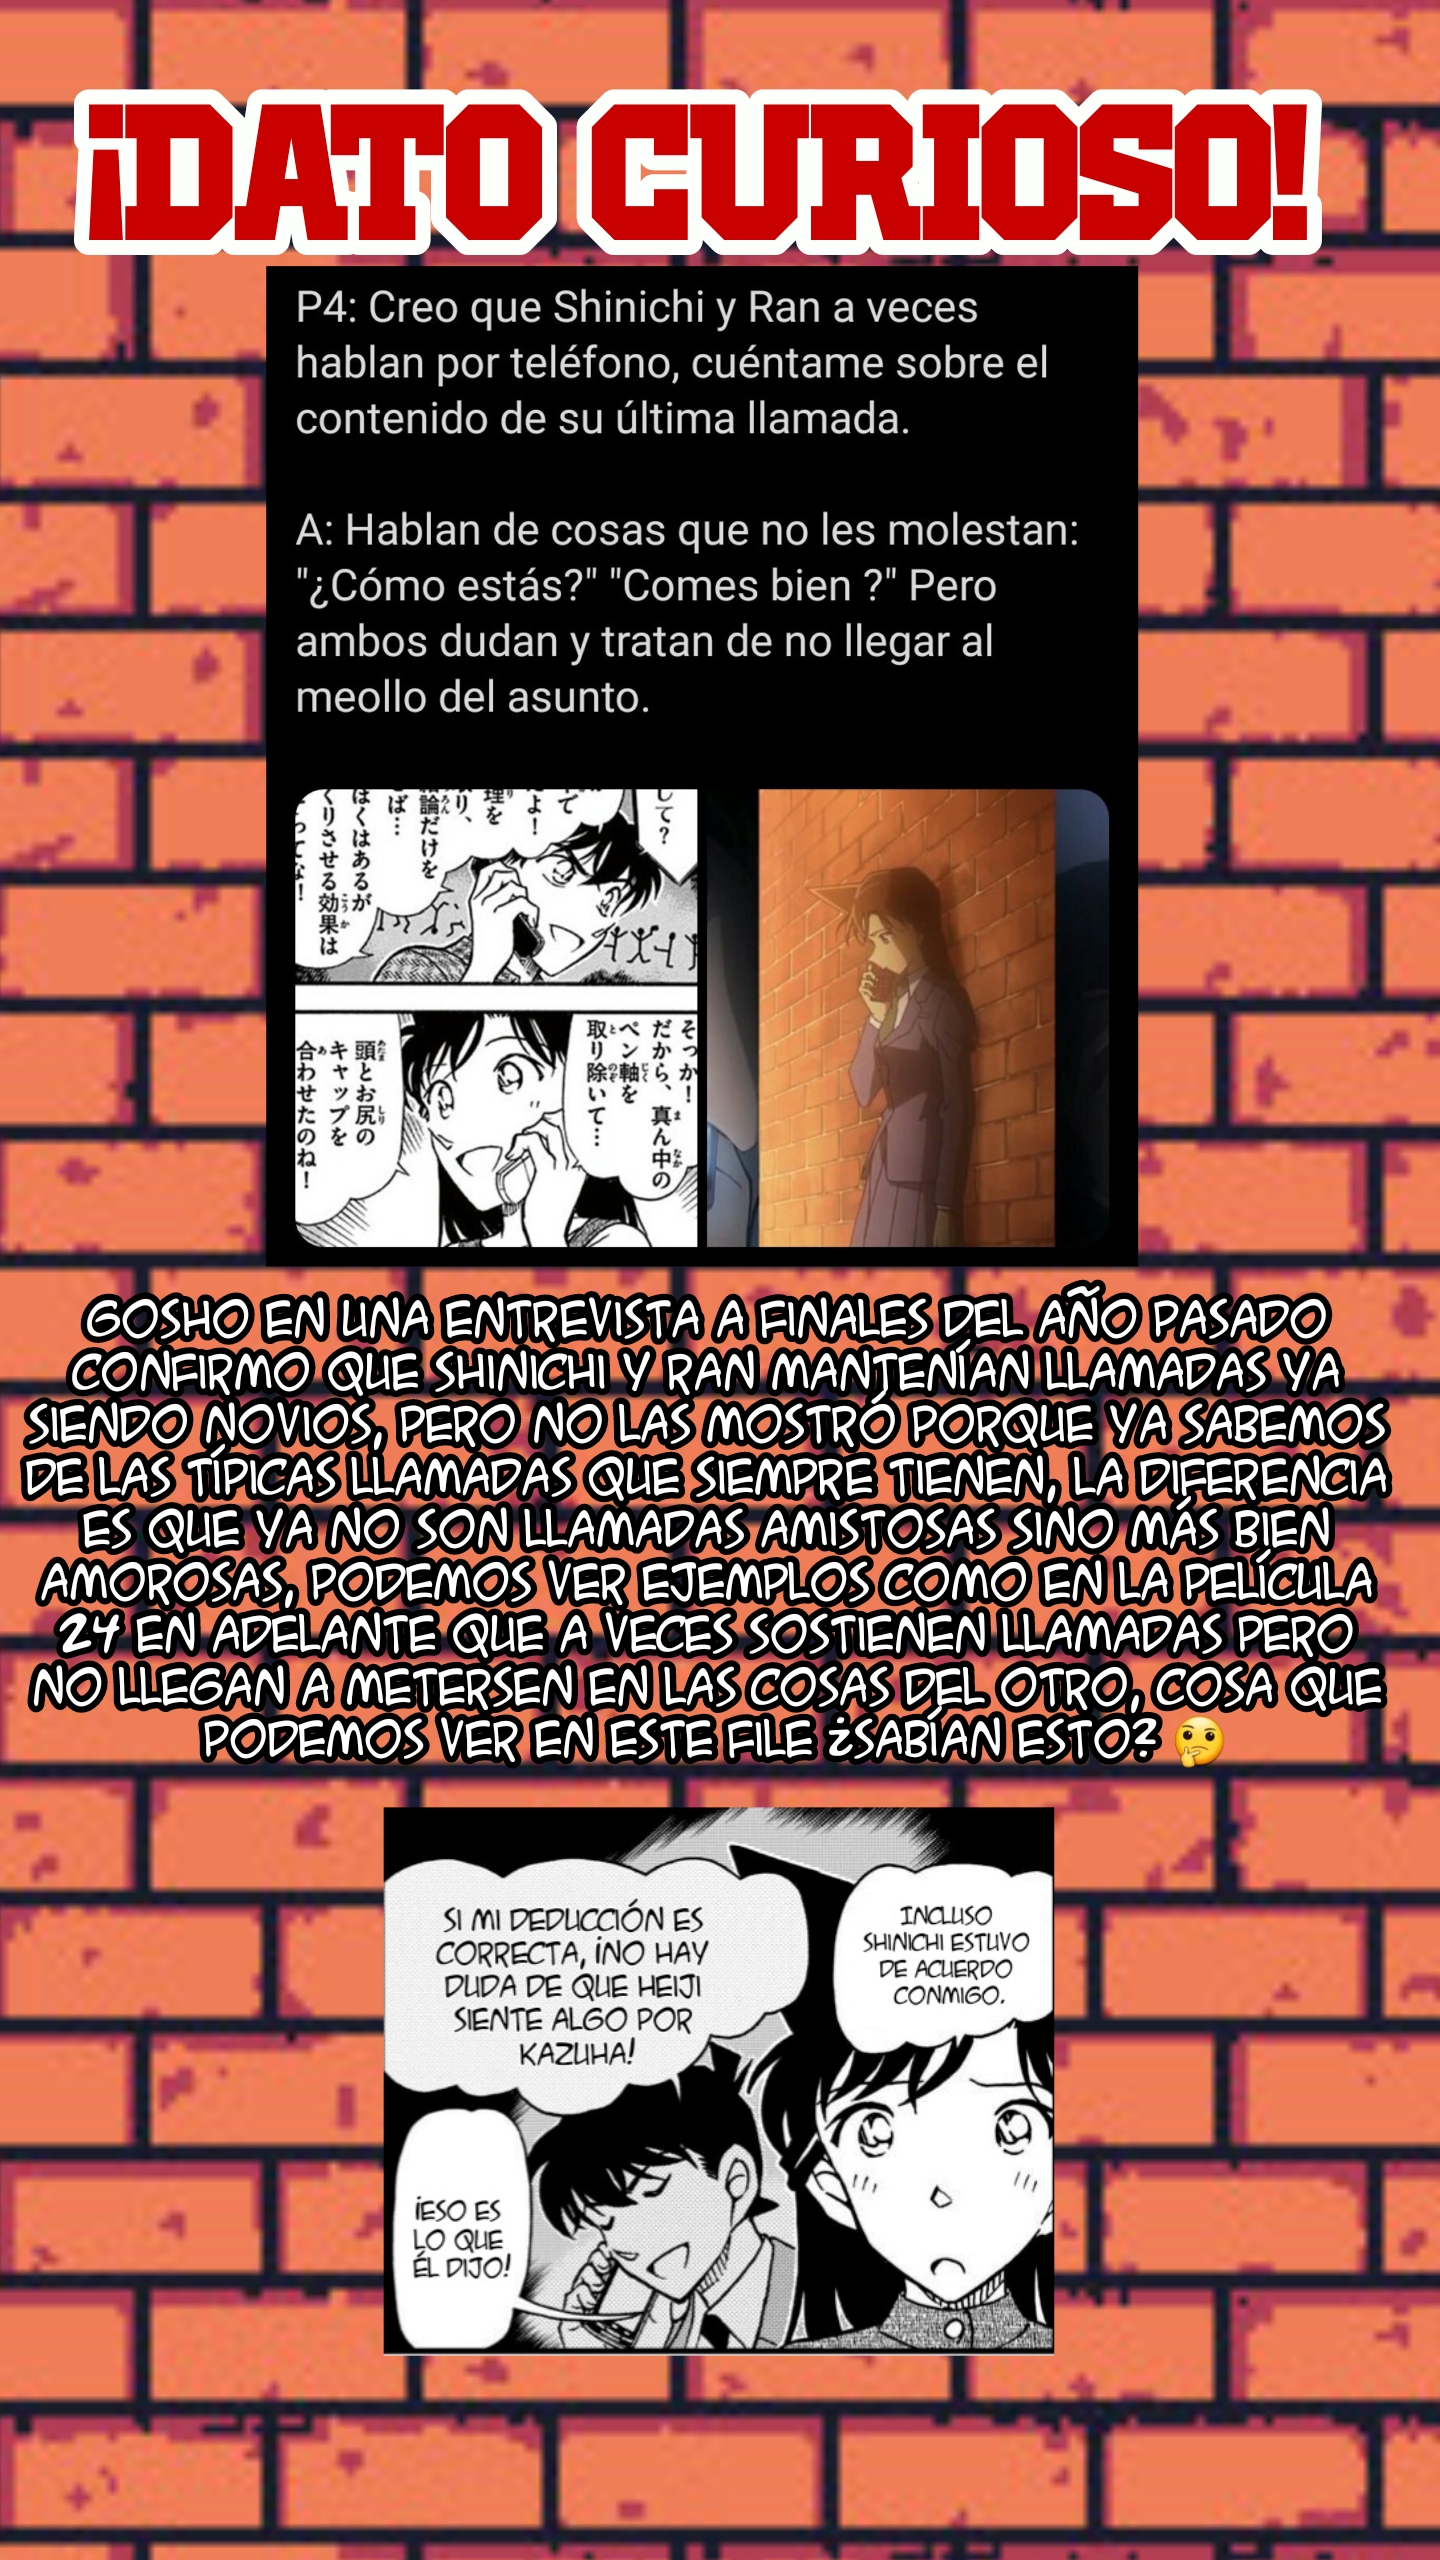 ¡DATO CURIOSO!
P4: Creo que Shinichi y Ran a veces
hablan por teléfono, cuéntame sobre el
contenido de su última llamada.
A: Hablan de cosas que no les molestan:
"¿Cómo estás?" "Comes bien ?" Pero
ambos dudan y tratan de no llegar al
meollo del asunto.
して?
論だけを
はくはあるが
くりさせる効果は
そっか!
だから、真ん中の
ペン軸を
取り除いて…
頭とお尻の
キャップを
合わせたのね!
GOSHO EN UNA ENTREVISTA A FINALES DEL AÑO PASADO
CONFIRMO QUE SHINICHI Y RAN MANTENÍAN LLAMADAS YA
SIENDO NOVIOS, PERO NO LAS MOSTRÓ PORQUE YA SABEMOS
DE LAS TÍPICAS LLAMADAS QUE SIEMPRE TIENEN, LA DIFERENCIA
ES QUE YA NO SON LLAMADAS AMISTOSAS SINO MÁS BIEN
AMOROSAS, PODEMOS VER EJEMPLOS COMO EN LA PELÍCULA
24 EN ADELANTE QUE A VECES SOSTIENEN LLAMADAS PERO
NO LLEGAN A METERSEN EN LAS COSAS DEL OTRO, COSA QUE
PODEMOS VER EN ESTE FILE ¿SABÍAN ESTO? 🤔
INCLUSO
SHINICHI ESTUVO
DE ACUERDO
CONMIGO.
SI MI DEDUCCIÓN ES
CORRECTA, ¡NO HAY
DUDA DE QUE HEIJI
SIENTE ALGO POR
KAZUHA!
¡ESO ES
LO QUE
ÉL DIJO!